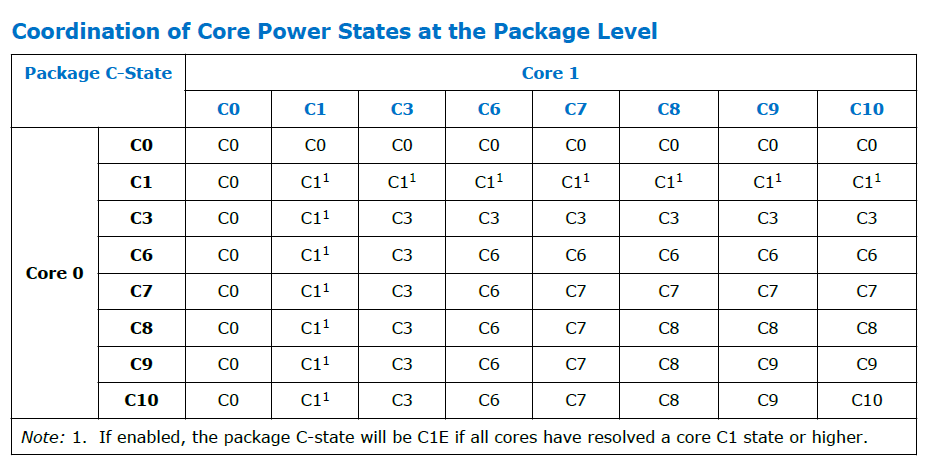 Coordination of Core Power States at the Package Level
Package C-State Core 1
C0 C1 C3 C6 C7 C8 C9 C10
Core 0
C0 C0 C0 C0 C0 C0 C0 C0 C0
C1 C0 C1¹ C1¹ C1¹ C1¹ C1¹ C1¹ C1¹
C3 C0 C1¹ C3 C3 C3 C3 C3 C3
C6 C0 C1¹ C3 C6 C6 C6 C6 C6
C7 C0 C1¹ C3 C6 C7 C7 C7 C7
C8 C0 C1¹ C3 C6 C7 C8 C8 C8
C9 C0 C1¹ C3 C6 C7 C8 C9 C9
C10 C0 C1¹ C3 C6 C7 C8 C9 C10
Note: 1. If enabled, the package C-state will be C1E if all cores have resolved a core C1 state or higher.